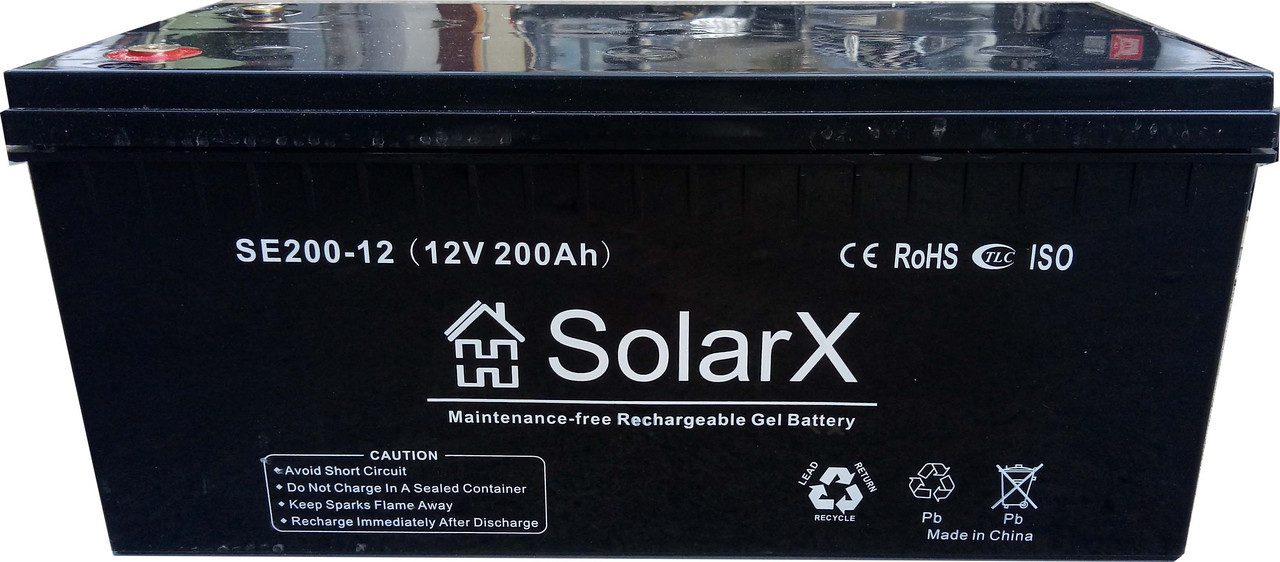 SE200-12（12V 200Ah）
CE RoHS TLC ISO
SolarX
Maintenance-free Rechargeable Gel Battery
CAUTION
Avoid Short Circuit
Do Not Charge In A Sealed Container
Keep Sparks Flame Away
Recharge Immediately After Discharge
LEAD RETURN
RECYCLE
Pb
Pb
Made in China